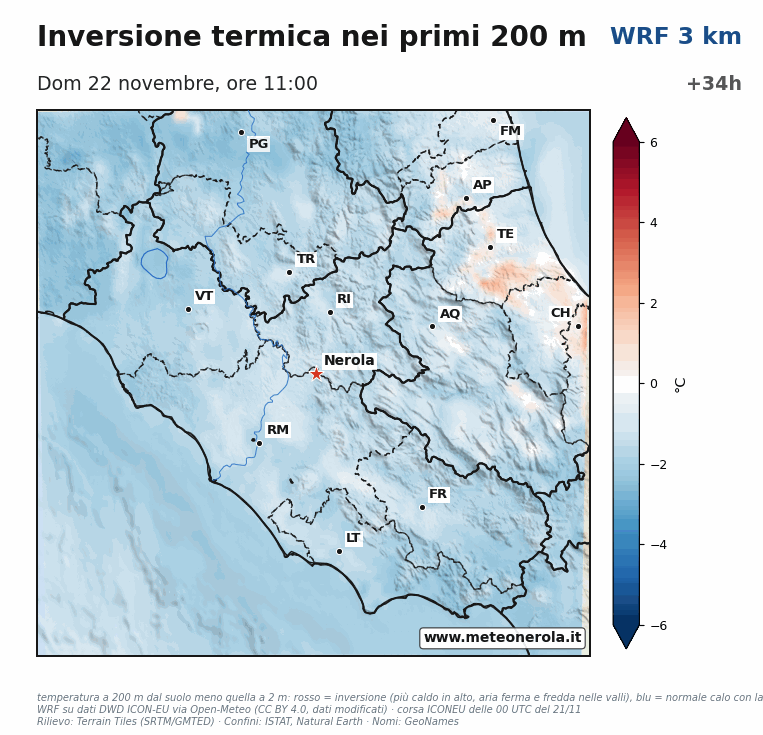 Inversione termica nei primi 200 m WRF 3 km
Dom 22 novembre, ore 11:00 +34h
FM
PG
AP
TE
TR
VT
RI
AQ
CH.
Nerola
RM
FR
LT
www.meteonerola.it
6
4
2
0
−2
−4
−6
°C
temperatura a 200 m dal suolo meno quella a 2 m: rosso = inversione (più caldo in alto, aria ferma e fredda nelle valli), blu = normale calo con la
WRF su dati DWD ICON-EU via Open-Meteo (CC BY 4.0, dati modificati) · corsa ICONEU delle 00 UTC del 21/11
Rilievo: Terrain Tiles (SRTM/GMTED) · Confini: ISTAT, Natural Earth · Nomi: GeoNames